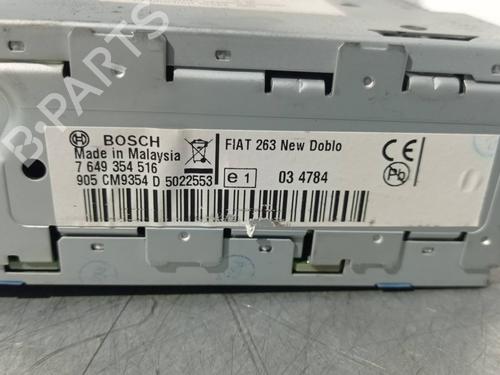 B-PARTS
BOSCH
Made in Malaysia
7 649 354 516
905 CM9354 D 5022553
FIAT 263 New Doblo
e1 03 4784
CE
Pb